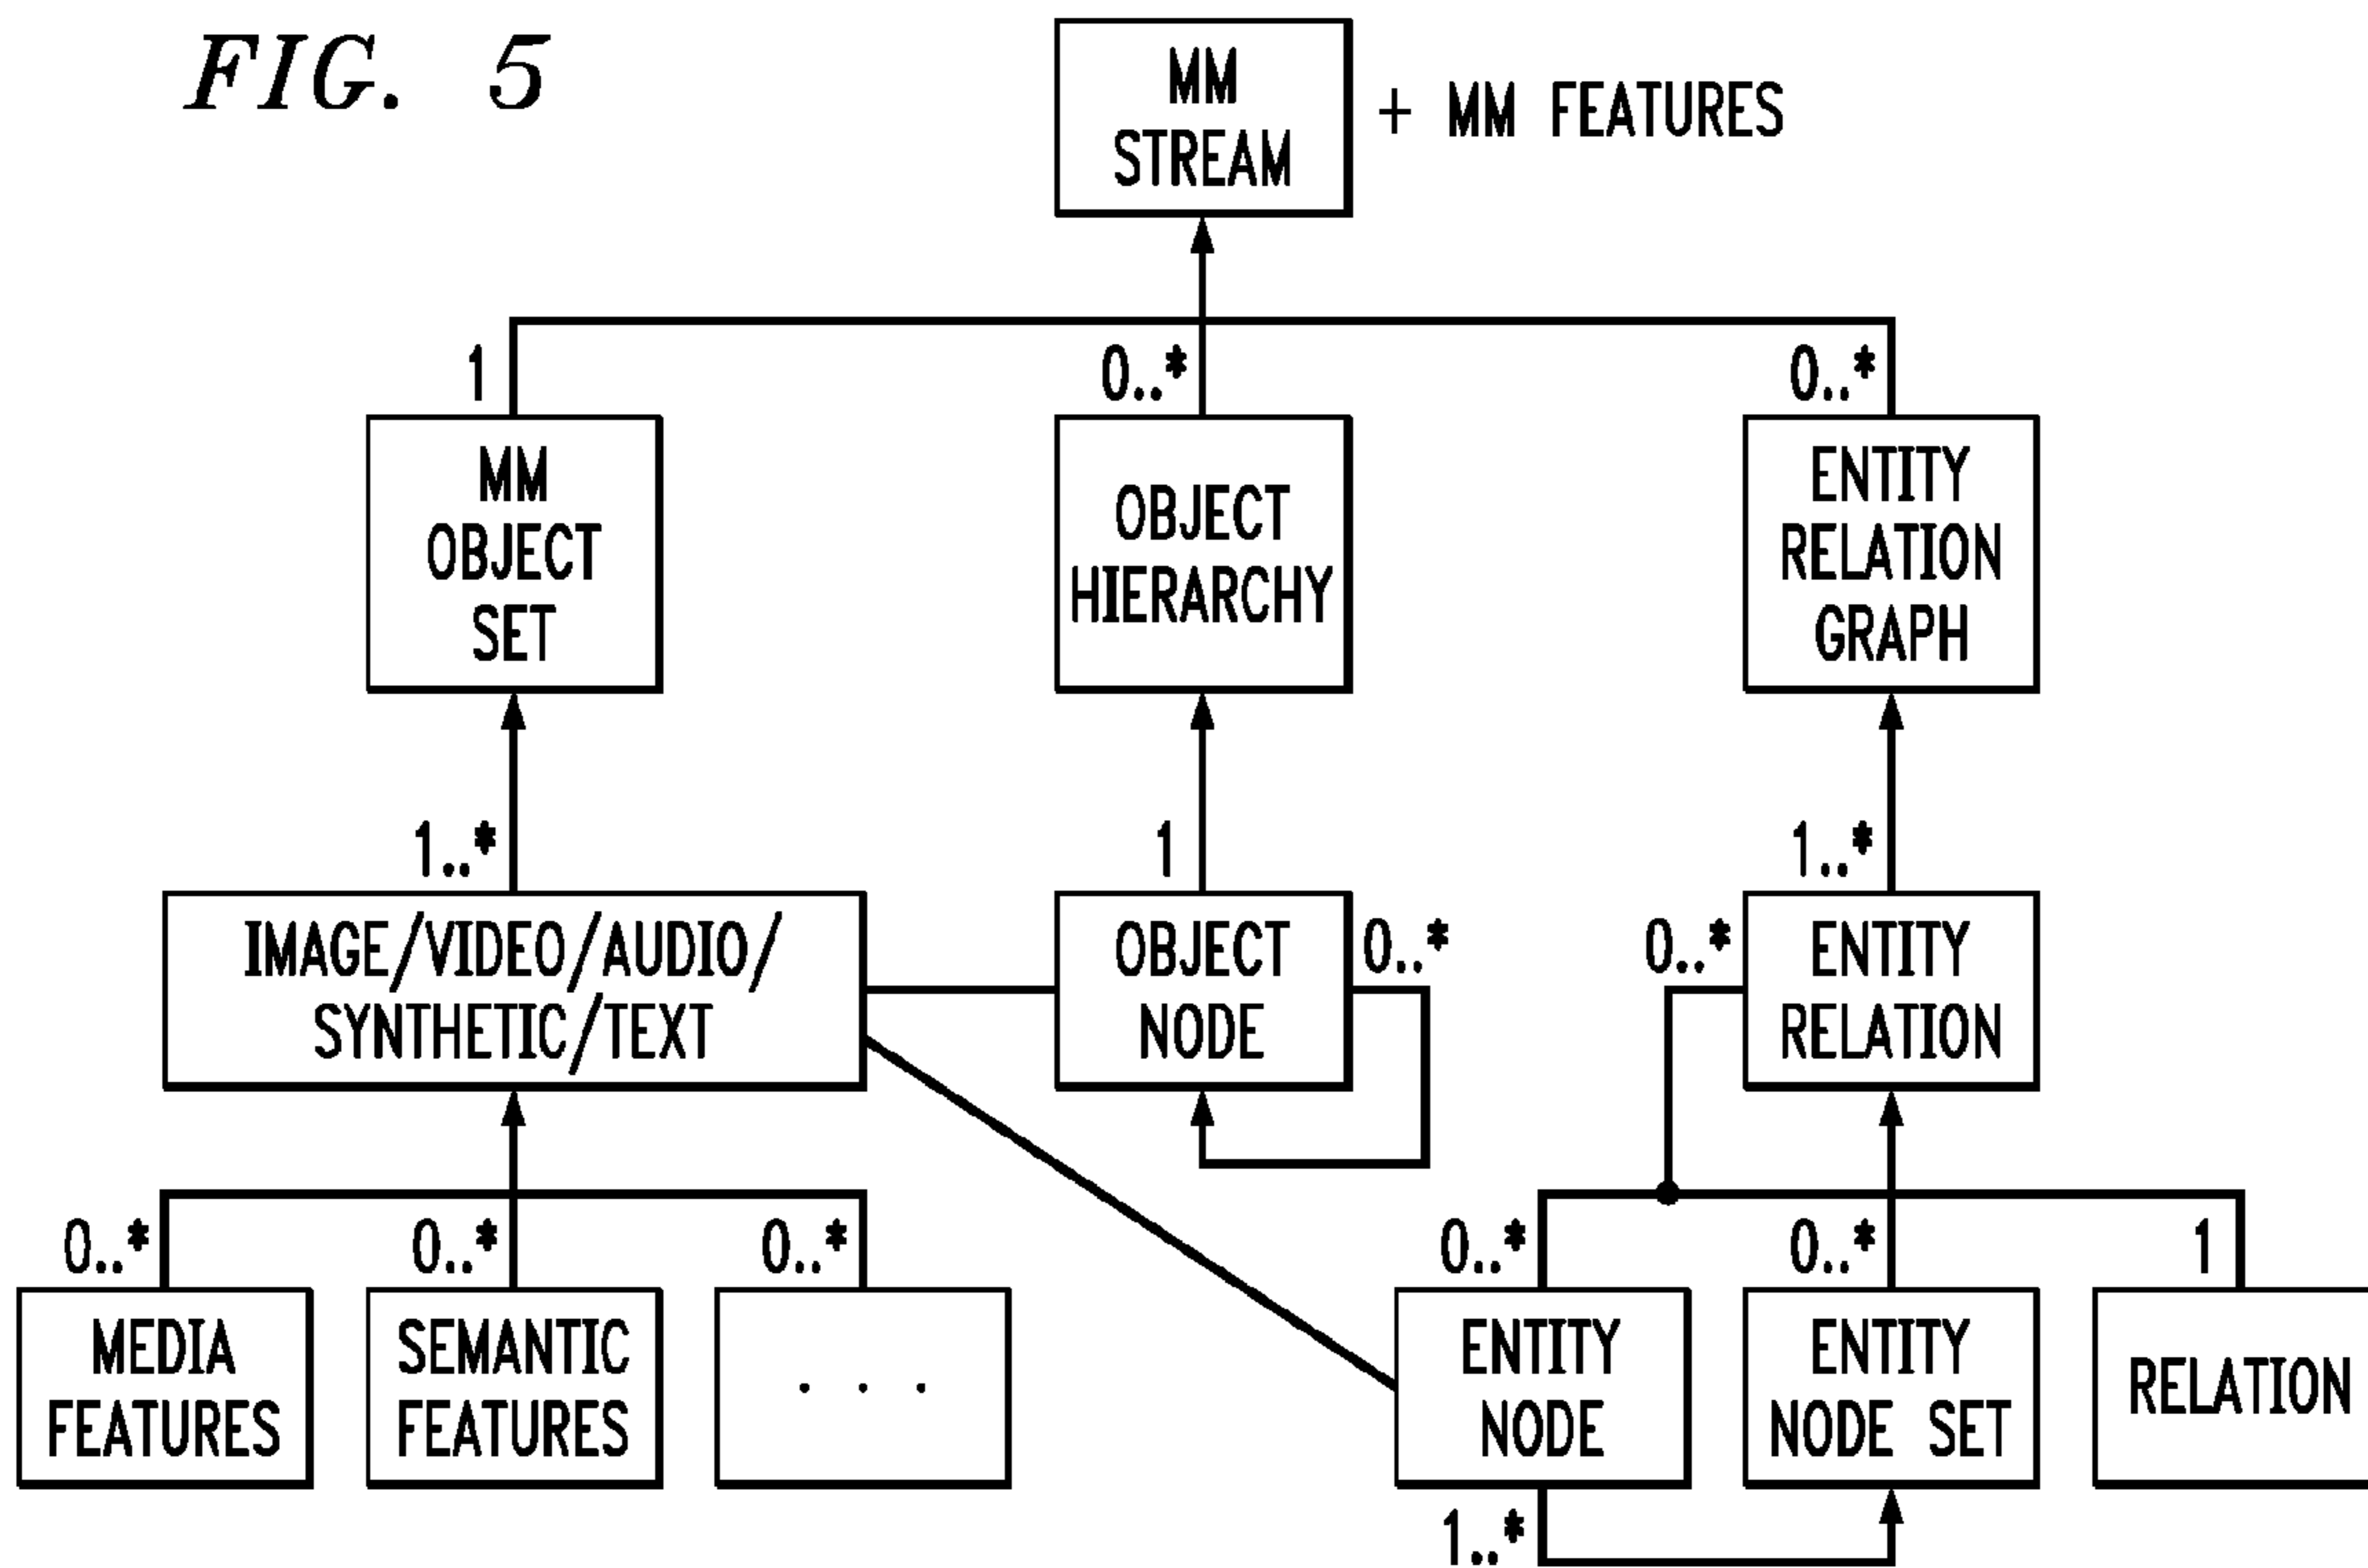 FIG. 5
MM
STREAM
+ MM FEATURES
1
0..*
0..*
MM
OBJECT
SET
OBJECT
HIERARCHY
ENTITY
RELATION
GRAPH
1..*
1
1..*
IMAGE/VIDEO/AUDIO/
SYNTHETIC/TEXT
OBJECT
NODE
0..*
0..*
ENTITY
RELATION
0..*
0..*
0..*
0..*
0..*
1
MEDIA
FEATURES
SEMANTIC
FEATURES
. . .
ENTITY
NODE
ENTITY
NODE SET
RELATION
1..*